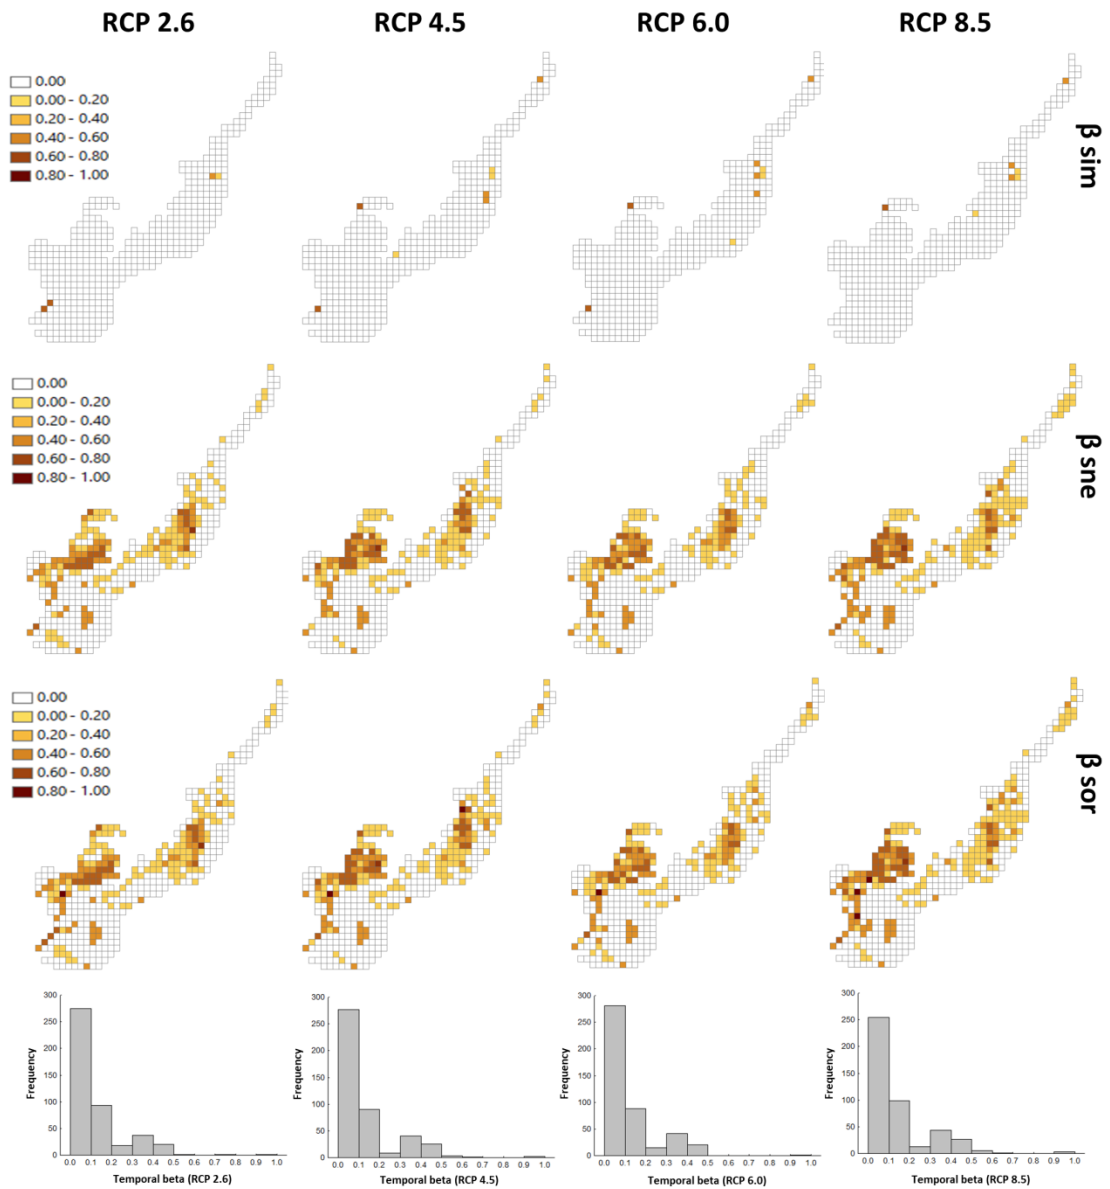 RCP 2.6 RCP 4.5 RCP 6.0 RCP 8.5
0.00
0.00 - 0.20
0.20 - 0.40
0.40 - 0.60
0.60 - 0.80
0.80 - 1.00
β sim
0.00
0.00 - 0.20
0.20 - 0.40
0.40 - 0.60
0.60 - 0.80
0.80 - 1.00
β sne
0.00
0.00 - 0.20
0.20 - 0.40
0.40 - 0.60
0.60 - 0.80
0.80 - 1.00
β sor
Frequency
300
250
200
150
100
50
0
0.0 0.1 0.2 0.3 0.4 0.5 0.6 0.7 0.8 0.9 1.0
Temporal beta (RCP 2.6)
Frequency
300
250
200
150
100
50
0
0.0 0.1 0.2 0.3 0.4 0.5 0.6 0.7 0.8 0.9 1.0
Temporal beta (RCP 4.5)
Frequency
300
250
200
150
100
50
0
0.0 0.1 0.2 0.3 0.4 0.5 0.6 0.7 0.8 0.9 1.0
Temporal beta (RCP 6.0)
Frequency
300
250
200
150
100
50
0
0.0 0.1 0.2 0.3 0.4 0.5 0.6 0.7 0.8 0.9 1.0
Temporal beta (RCP 8.5)